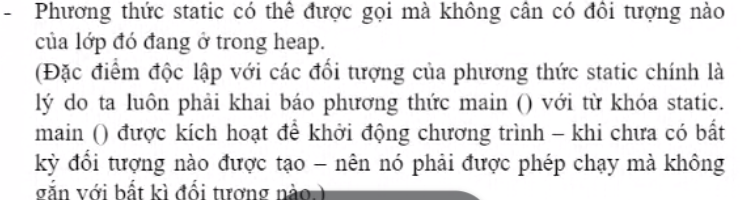 - Phương thức static có thể được gọi mà không cần có đối tượng nào
của lớp đó đang ở trong heap.
(Đặc điểm độc lập với các đối tượng của phương thức static chính là
lý do ta luôn phải khai báo phương thức main () với từ khóa static.
main () được kích hoạt để khởi động chương trình – khi chưa có bất
kỳ đối tượng nào được tạo – nên nó phải được phép chạy mà không
gắn với bất kì đối tượng nào.)